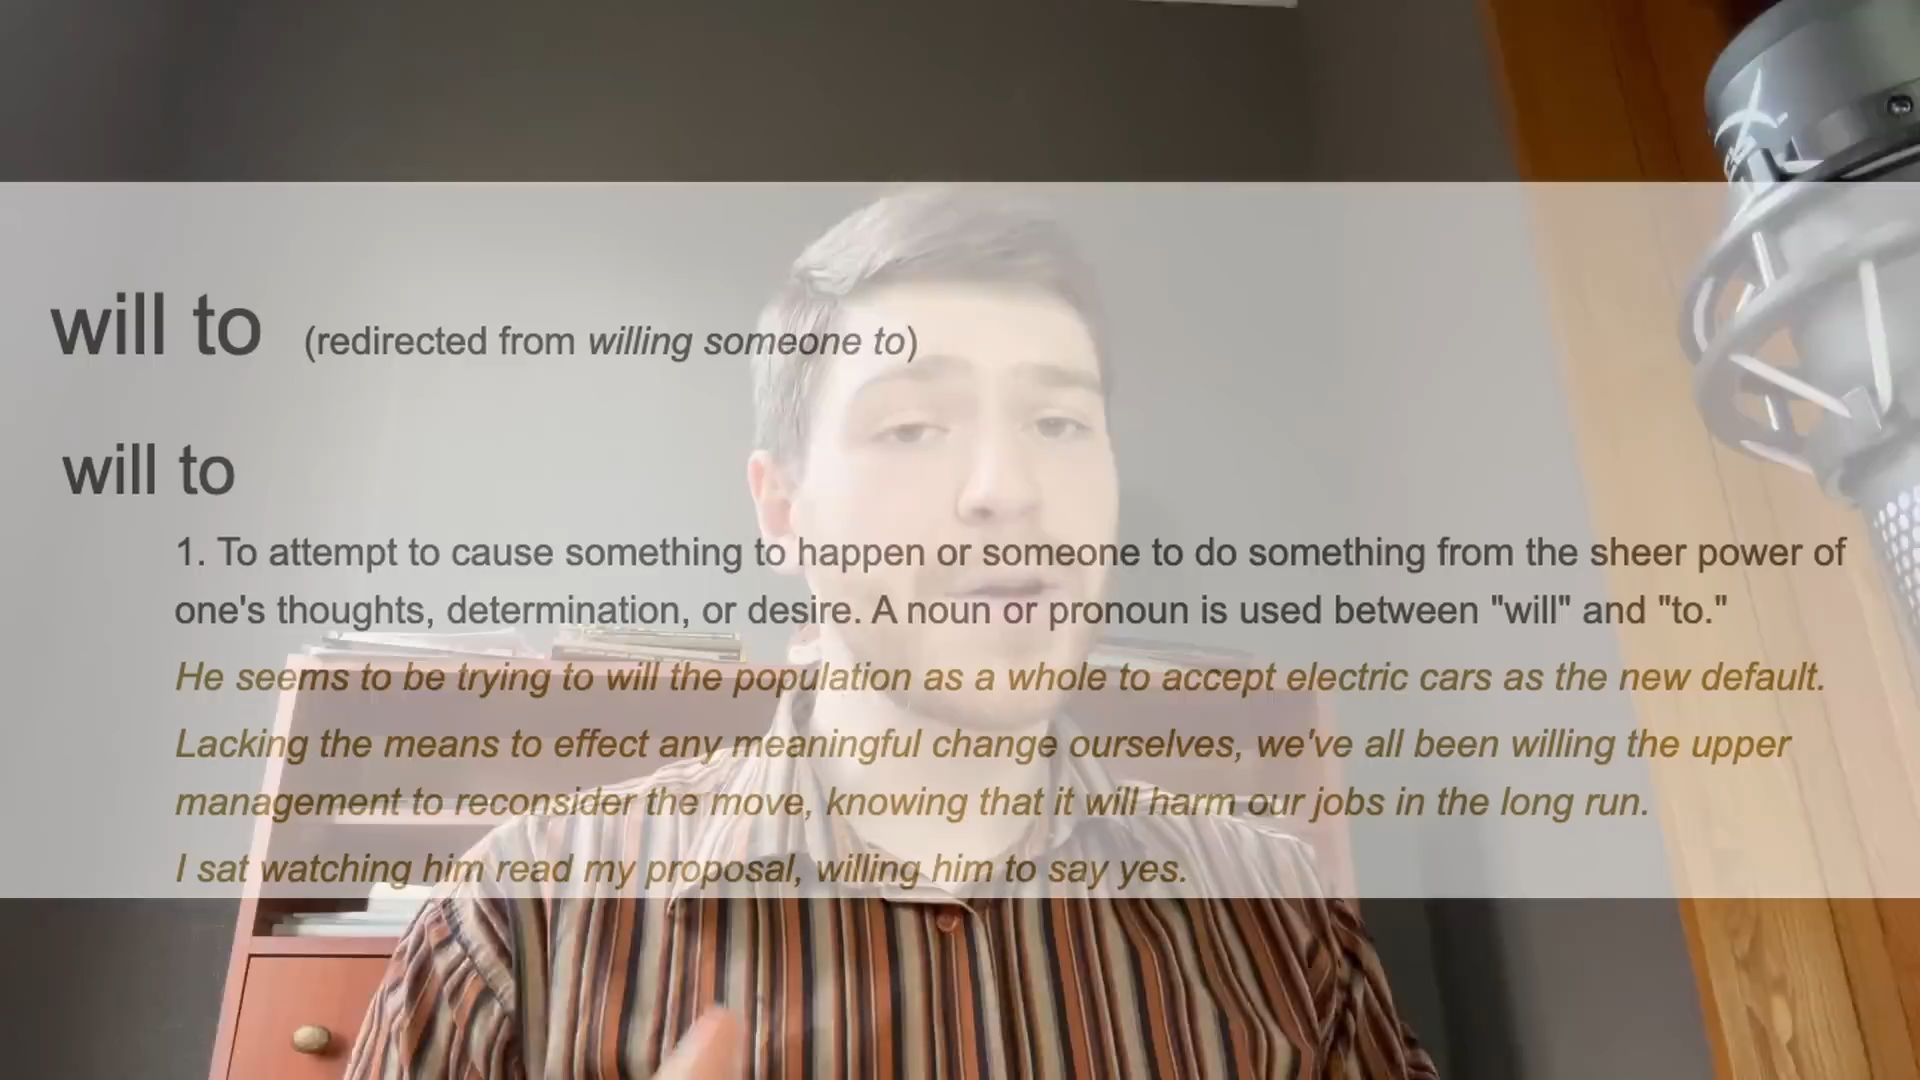 will to (redirected from willing someone to)
will to
1. To attempt to cause something to happen or someone to do something from the sheer power of
one's thoughts, determination, or desire. A noun or pronoun is used between "will" and "to."
He seems to be trying to will the population as a whole to accept electric cars as the new default.
Lacking the means to effect any meaningful change ourselves, we've all been willing the upper
management to reconsider the move, knowing that it will harm our jobs in the long run.
I sat watching him read my proposal, willing him to say yes.